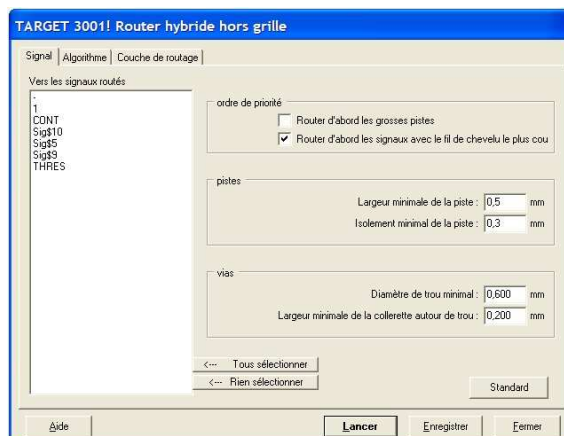 TARGET 3001! Router hybride hors grille
Signal Algorithme Couche de routage
Vers les signaux routés
-
1
CONT
Sig$10
Sig$5
Sig$9
THRES
ordre de priorité
Router d'abord les grosses pistes
Router d'abord les signaux avec le fil de chevelu le plus cou
pistes
Largeur minimale de la piste : 0,5 mm
Isolement minimal de la piste : 0,3 mm
vias
Diamètre de trou minimal : 0,600 mm
Largeur minimale de la collerette autour de trou : 0,200 mm
<--- Tous sélectionner
<--- Rien sélectionner
Standard
Aide Lancer Enregistrer Fermer